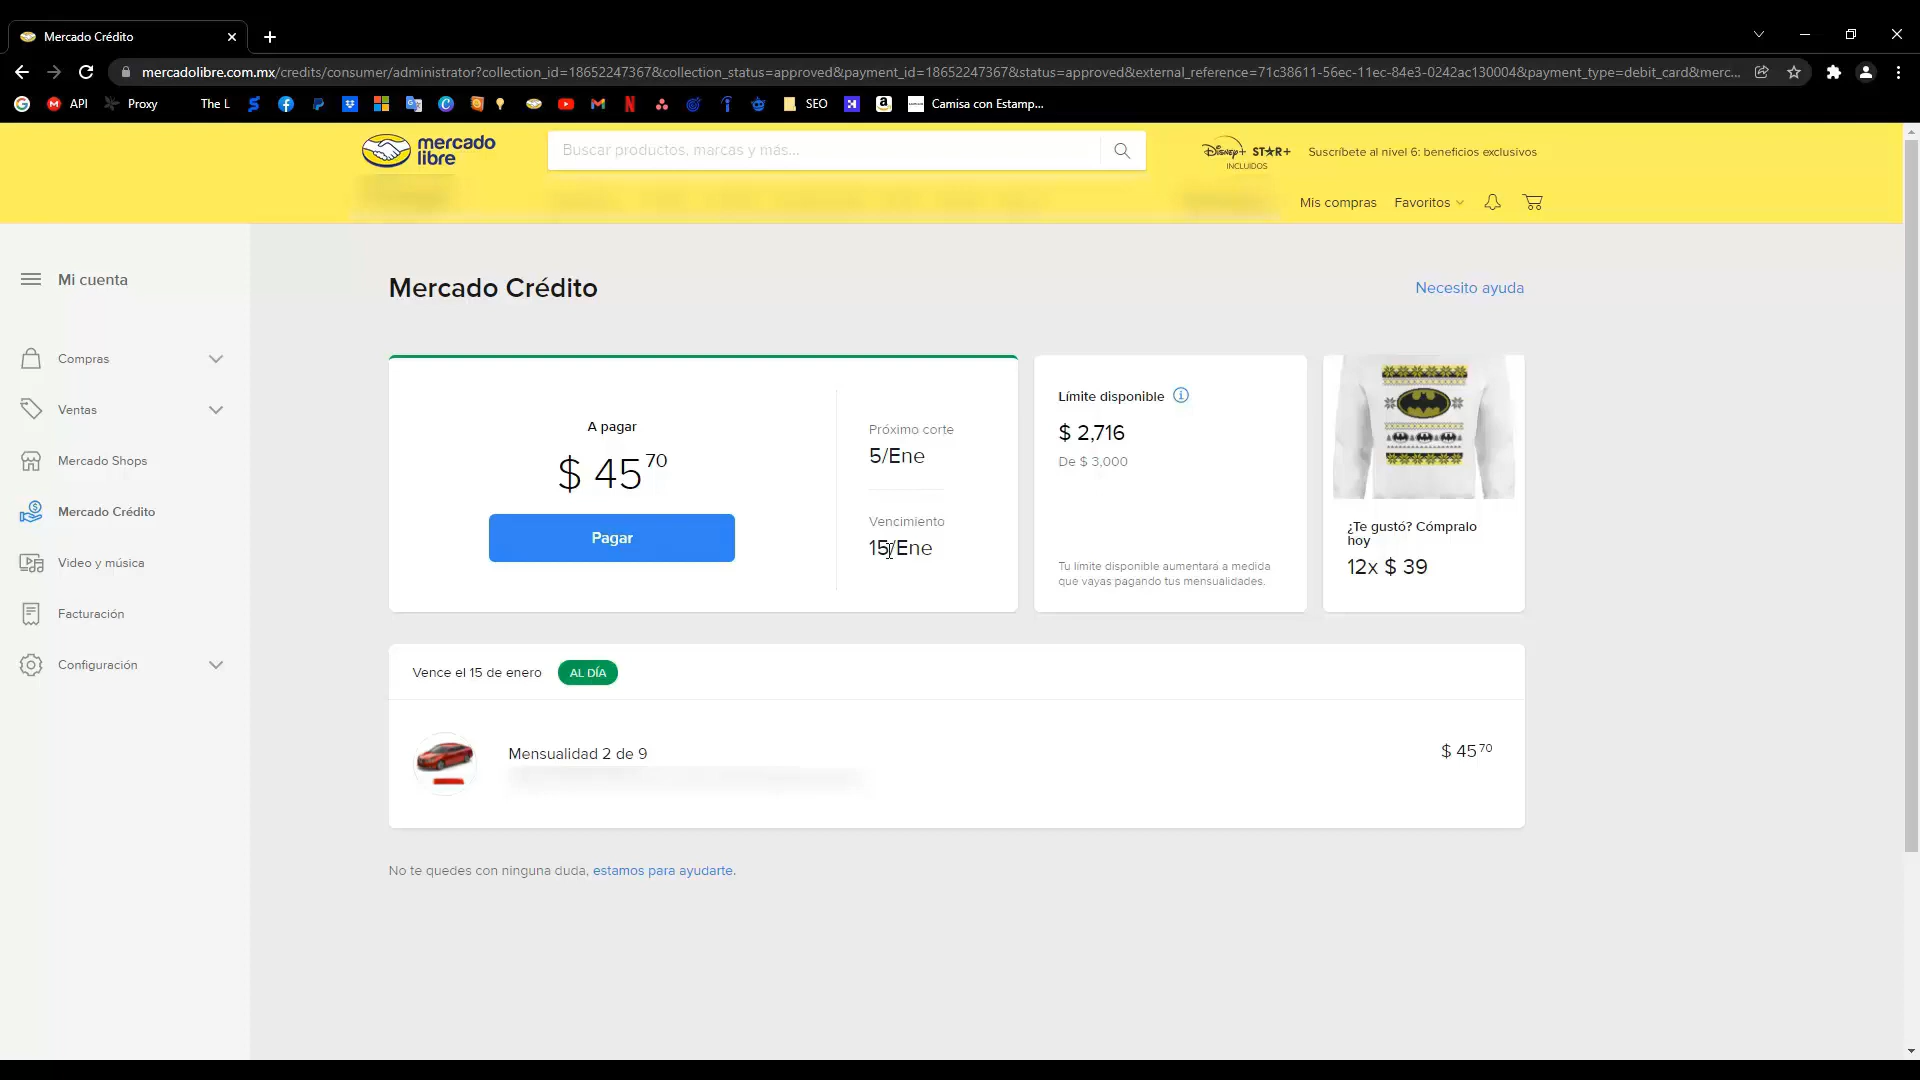 Mercado Crédito
mercadolibre.com.mx/credits/consumer/administrator?collection_id=18652247367&collection_status=approved&payment_id=18652247367&status=approved&external_reference=71c38611-56ec-11ec-84e3-0242ac130004&payment_type=debit_card&merc...
API
Proxy
The L
SEO
Camisa con Estamp...
mercado
libre
Buscar productos, marcas y más...
Disney+ STAR+
INCLUIDOS
Suscríbete al nivel 6: beneficios exclusivos
Mis compras
Favoritos
Mi cuenta
Compras
Ventas
Mercado Shops
Mercado Crédito
Video y música
Facturación
Configuración
Mercado Crédito
Necesito ayuda
A pagar
$ 45 70
Pagar
Próximo corte
5/Ene
Vencimiento
15/Ene
Límite disponible
$ 2,716
De $ 3,000
Tu límite disponible aumentará a medida
que vayas pagando tus mensualidades.
¿Te gustó? Cómpralo
hoy
12x $ 39
Vence el 15 de enero
AL DÍA
Mensualidad 2 de 9
$ 45 70
No te quedes con ninguna duda, estamos para ayudarte.